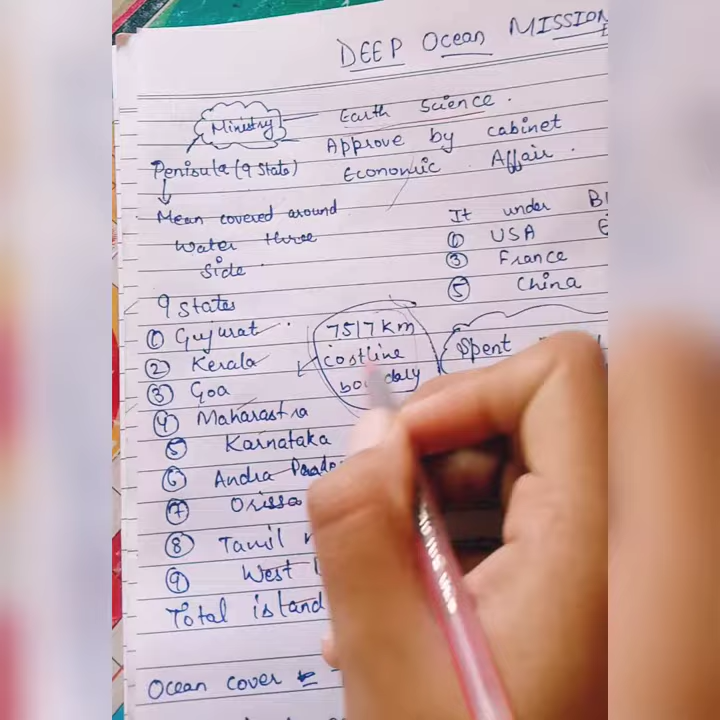 DEEP Ocean MISSION
Ministry
Earth Science.
Approve by cabinet
Economic Affair.
Penisula (9 State)
Mean covered around
Water three
Side.
It under
① USA
③ France
⑤ China
9 states
① Gujurat
② Kerala
③ Goa
④ Maharastra
⑤ Karnataka
⑥ Andra
⑦ Orissa
⑧ Tamil
⑨ West
Total island
7517 km
costline
Spent
Ocean cover